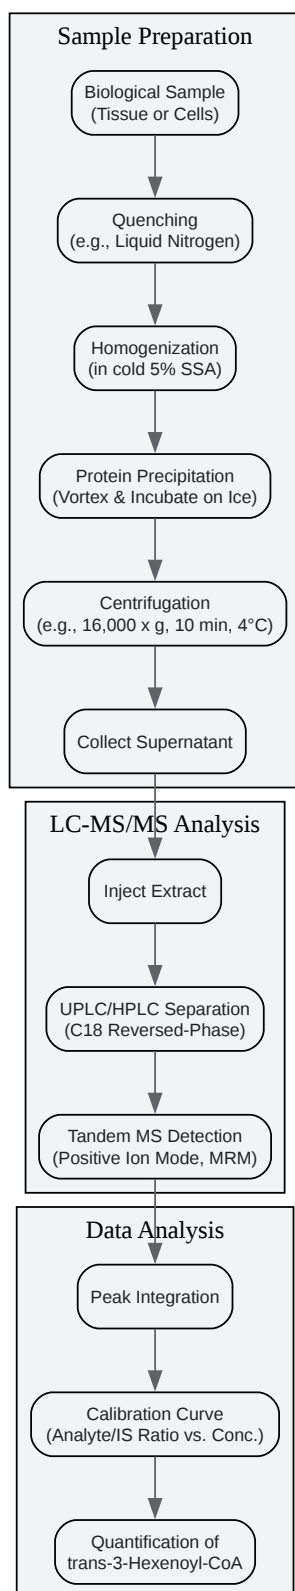 Sample Preparation
Biological Sample
(Tissue or Cells)
Quenching
(e.g., Liquid Nitrogen)
Homogenization
(in cold 5% SSA)
Protein Precipitation
(Vortex & Incubate on Ice)
Centrifugation
(e.g., 16,000 x g, 10 min, 4°C)
Collect Supernatant
LC-MS/MS Analysis
Inject Extract
UPLC/HPLC Separation
(C18 Reversed-Phase)
Tandem MS Detection
(Positive Ion Mode, MRM)
Data Analysis
Peak Integration
Calibration Curve
(Analyte/IS Ratio vs. Conc.)
Quantification of
trans-3-Hexenoyl-CoA